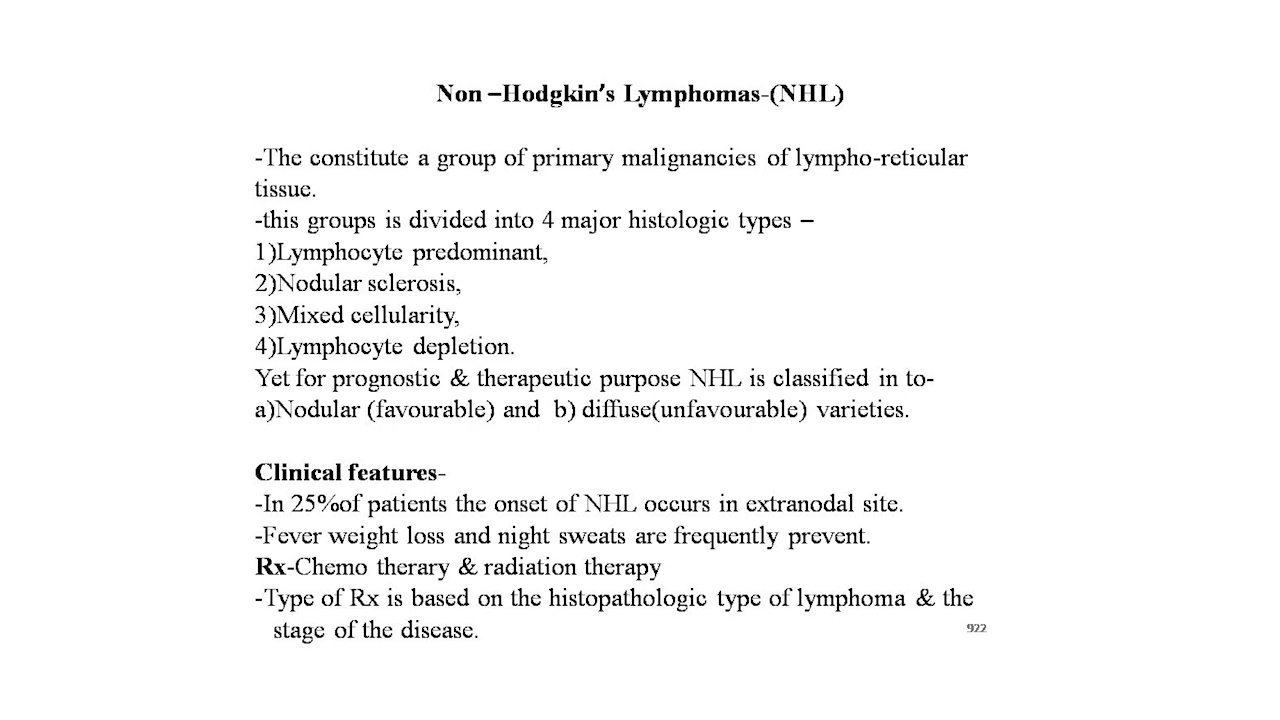 Non –Hodgkin’s Lymphomas-(NHL)
-The constitute a group of primary malignancies of lympho-reticular
tissue.
-this groups is divided into 4 major histologic types –
1)Lymphocyte predominant,
2)Nodular sclerosis,
3)Mixed cellularity,
4)Lymphocyte depletion.
Yet for prognostic & therapeutic purpose NHL is classified in to-
a)Nodular (favourable) and b) diffuse(unfavourable) varieties.
Clinical features-
-In 25%of patients the onset of NHL occurs in extranodal site.
-Fever weight loss and night sweats are frequently prevent.
Rx-Chemo therary & radiation therapy
-Type of Rx is based on the histopathologic type of lymphoma & the
stage of the disease.
922